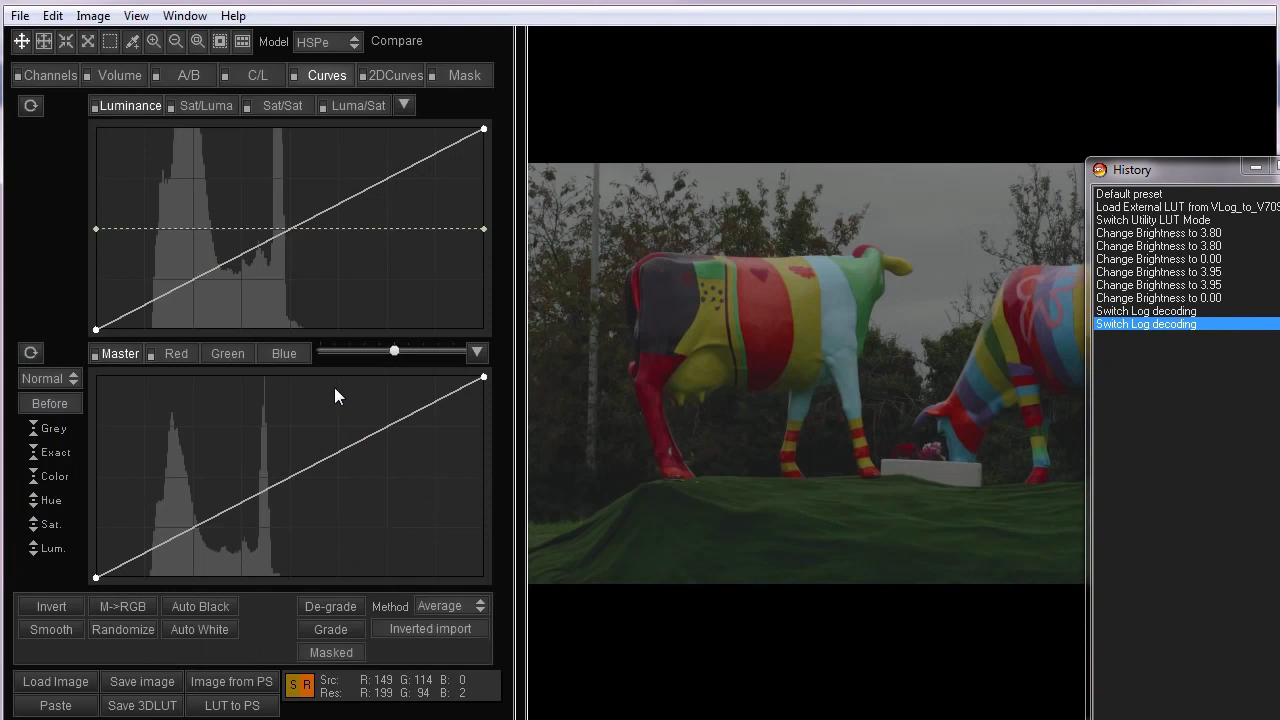 File Edit Image View Window Help
Model HSPe Compare
Channels Volume A/B C/L Curves 2DCurves Mask
Luminance Sat/Luma Sat/Sat Luma/Sat
Master Red Green Blue
Normal
Before
Grey
Exact
Color
Hue
Sat.
Lum.
Invert M->RGB Auto Black De-grade Method Average
Smooth Randomize Auto White Grade Inverted import
Masked
Load Image Save image Image from PS S R Src: R: 149 G: 114 B: 0
Res: R: 199 G: 94 B: 2
Paste Save 3DLUT LUT to PS
History
Default preset
Load External LUT from VLog_to_V709
Switch Utility LUT Mode
Change Brightness to 3.80
Change Brightness to 3.80
Change Brightness to 0.00
Change Brightness to 3.95
Change Brightness to 3.95
Change Brightness to 0.00
Switch Log decoding
Switch Log decoding